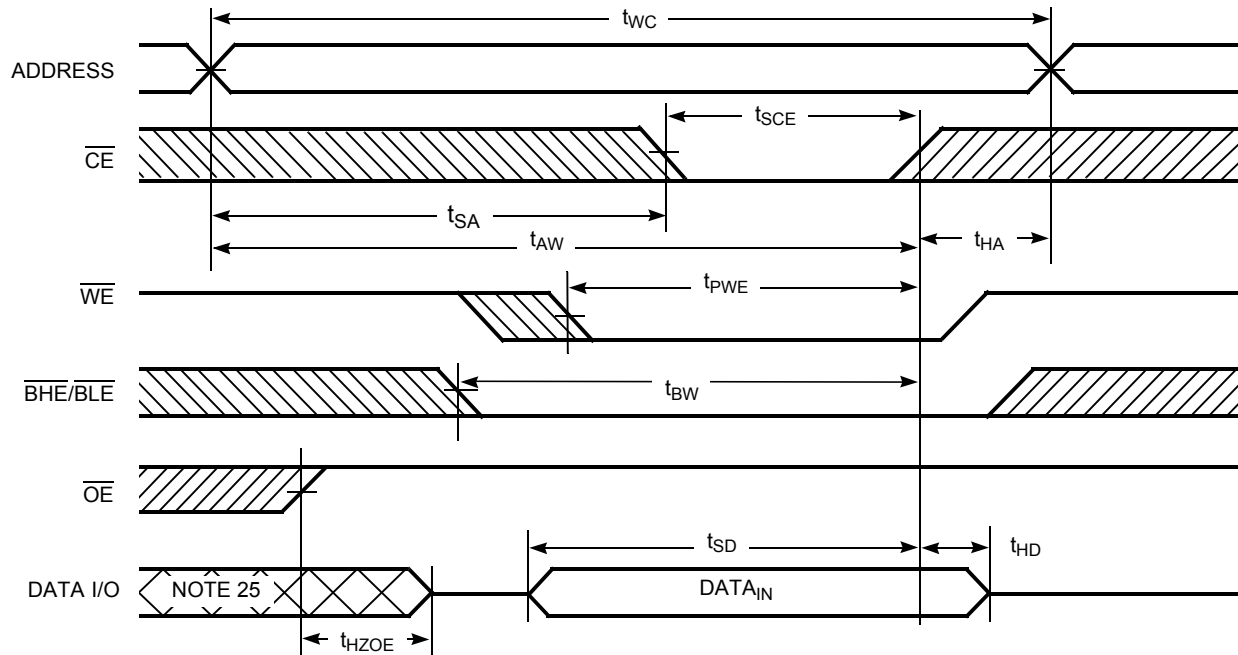 tWC
ADDRESS
tSCE
CE
tSA
tAW
tHA
WE
tPWE
BHE/BLE
tBW
OE
tSD
tHD
DATA I/O
NOTE 25
DATAIN
tHZOE